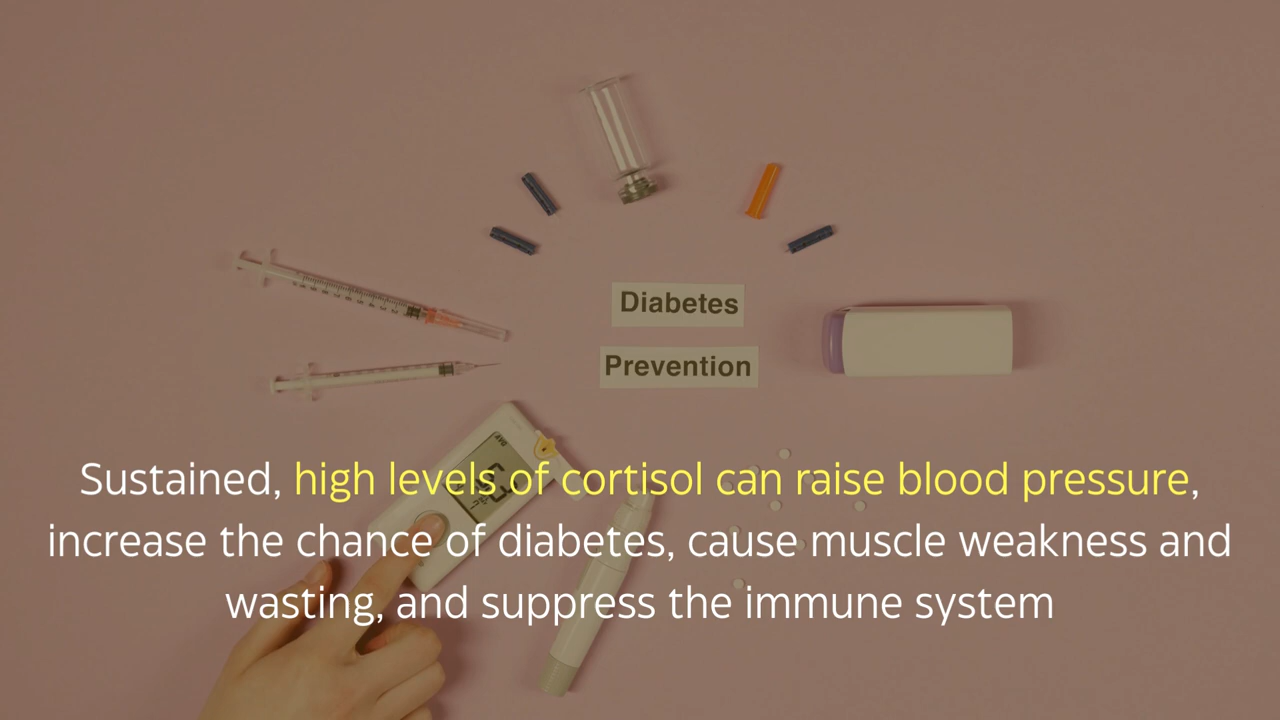 Diabetes
Prevention
Sustained, high levels of cortisol can raise blood pressure,
increase the chance of diabetes, cause muscle weakness and
wasting, and suppress the immune system